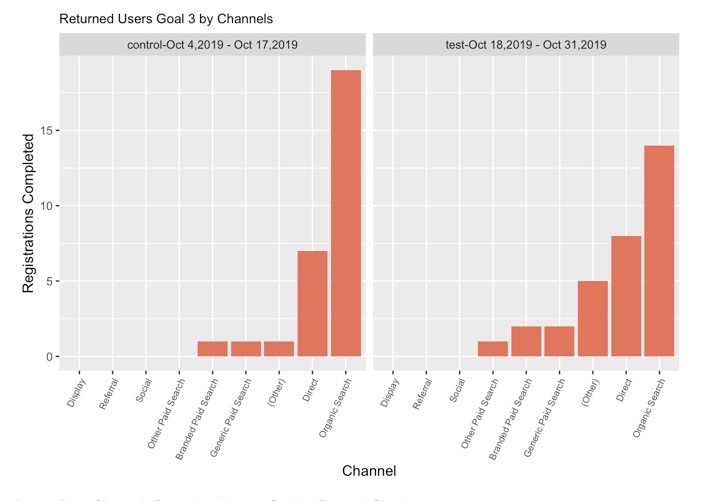 Returned Users Goal 3 by Channels
control-Oct 4,2019 - Oct 17,2019
test-Oct 18,2019 - Oct 31,2019
Registrations Completed
15
10
5
0
Display
Referral
Social
Other Paid Search
Branded Paid Search
Generic Paid Search
(Other)
Direct
Organic Search
Display
Referral
Social
Other Paid Search
Branded Paid Search
Generic Paid Search
(Other)
Direct
Organic Search
Channel